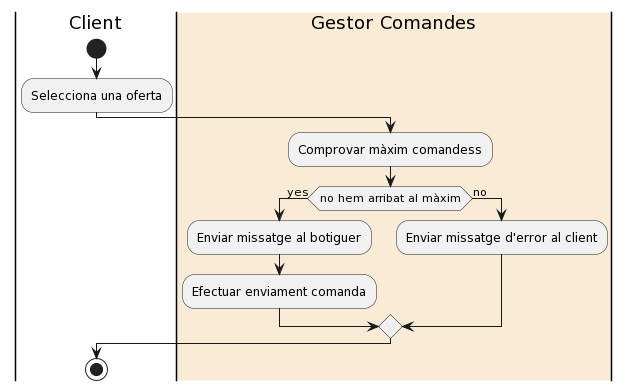 Client
Gestor Comandes
Selecciona una oferta
Comprovar màxim comandess
no hem arribat al màxim
yes
no
Enviar missatge al botiguer
Enviar missatge d'error al client
Efectuar enviament comanda